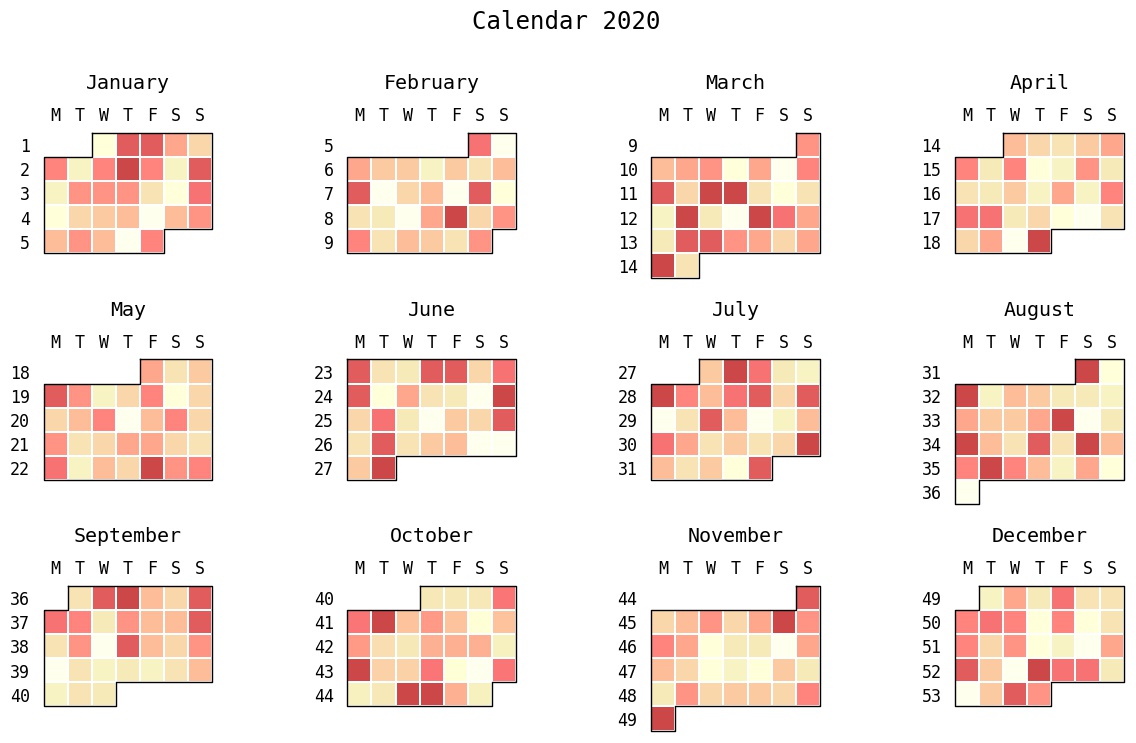 Calendar 2020
January February March April
M T W T F S S M T W T F S S M T W T F S S M T W T F S S
1 5 9 14
2 6 10 15
3 7 11 16
4 8 12 17
5 9 13 18
14
May June July August
M T W T F S S M T W T F S S M T W T F S S M T W T F S S
18 23 27 31
19 24 28 32
20 25 29 33
21 26 30 34
22 27 31 35
36
September October November December
M T W T F S S M T W T F S S M T W T F S S M T W T F S S
36 40 44 49
37 41 45 50
38 42 46 51
39 43 47 52
40 44 48 53
49